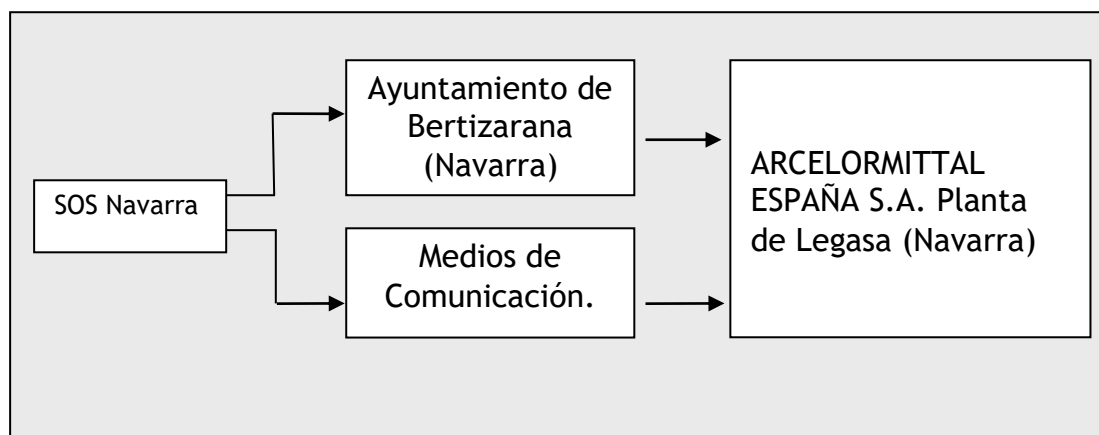 SOS Navarra
Ayuntamiento de
Bertizarana
(Navarra)
Medios de
Comunicación.
ARCELORMITTAL
ESPAÑA S.A. Planta
de Legasa (Navarra)